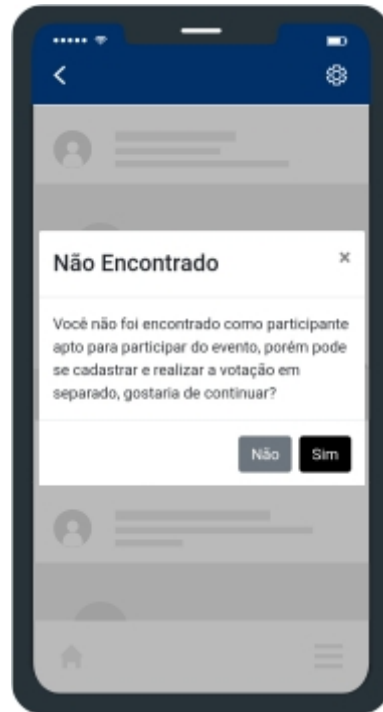 Não Encontrado ×
Você não foi encontrado como participante
apto para participar do evento, porém pode
se cadastrar e realizar a votação em
separado, gostaria de continuar?
Não Sim